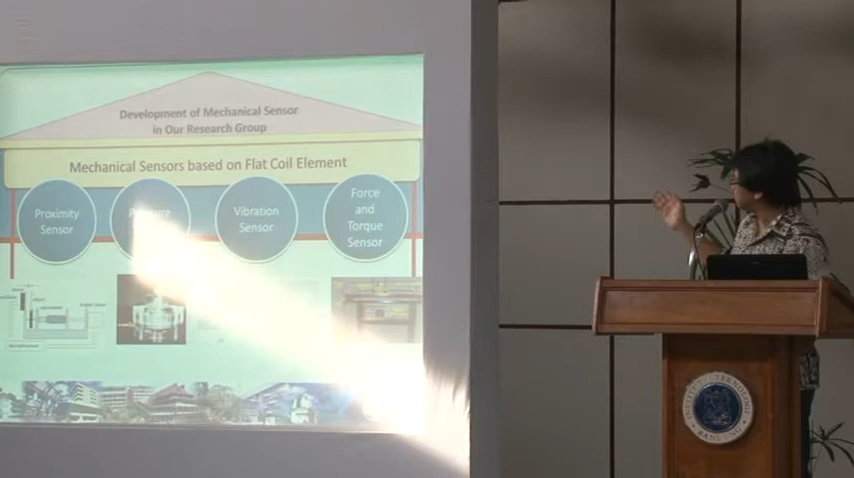 Development of Mechanical Sensor
in Our Research Group
Mechanical Sensors based on Flat Coil Element
Proximity
Sensor
Vibration
Sensor
Force
and
Torque
Sensor